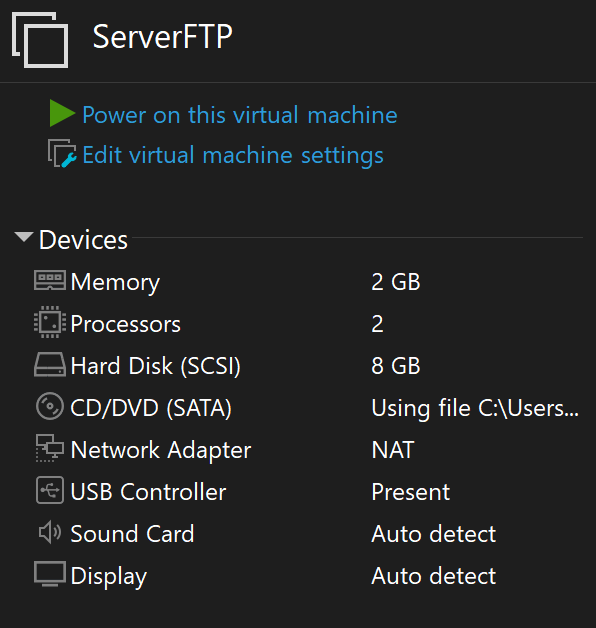 ServerFTP
Power on this virtual machine
Edit virtual machine settings
Devices
Memory 2 GB
Processors 2
Hard Disk (SCSI) 8 GB
CD/DVD (SATA) Using file C:\Users...
Network Adapter NAT
USB Controller Present
Sound Card Auto detect
Display Auto detect